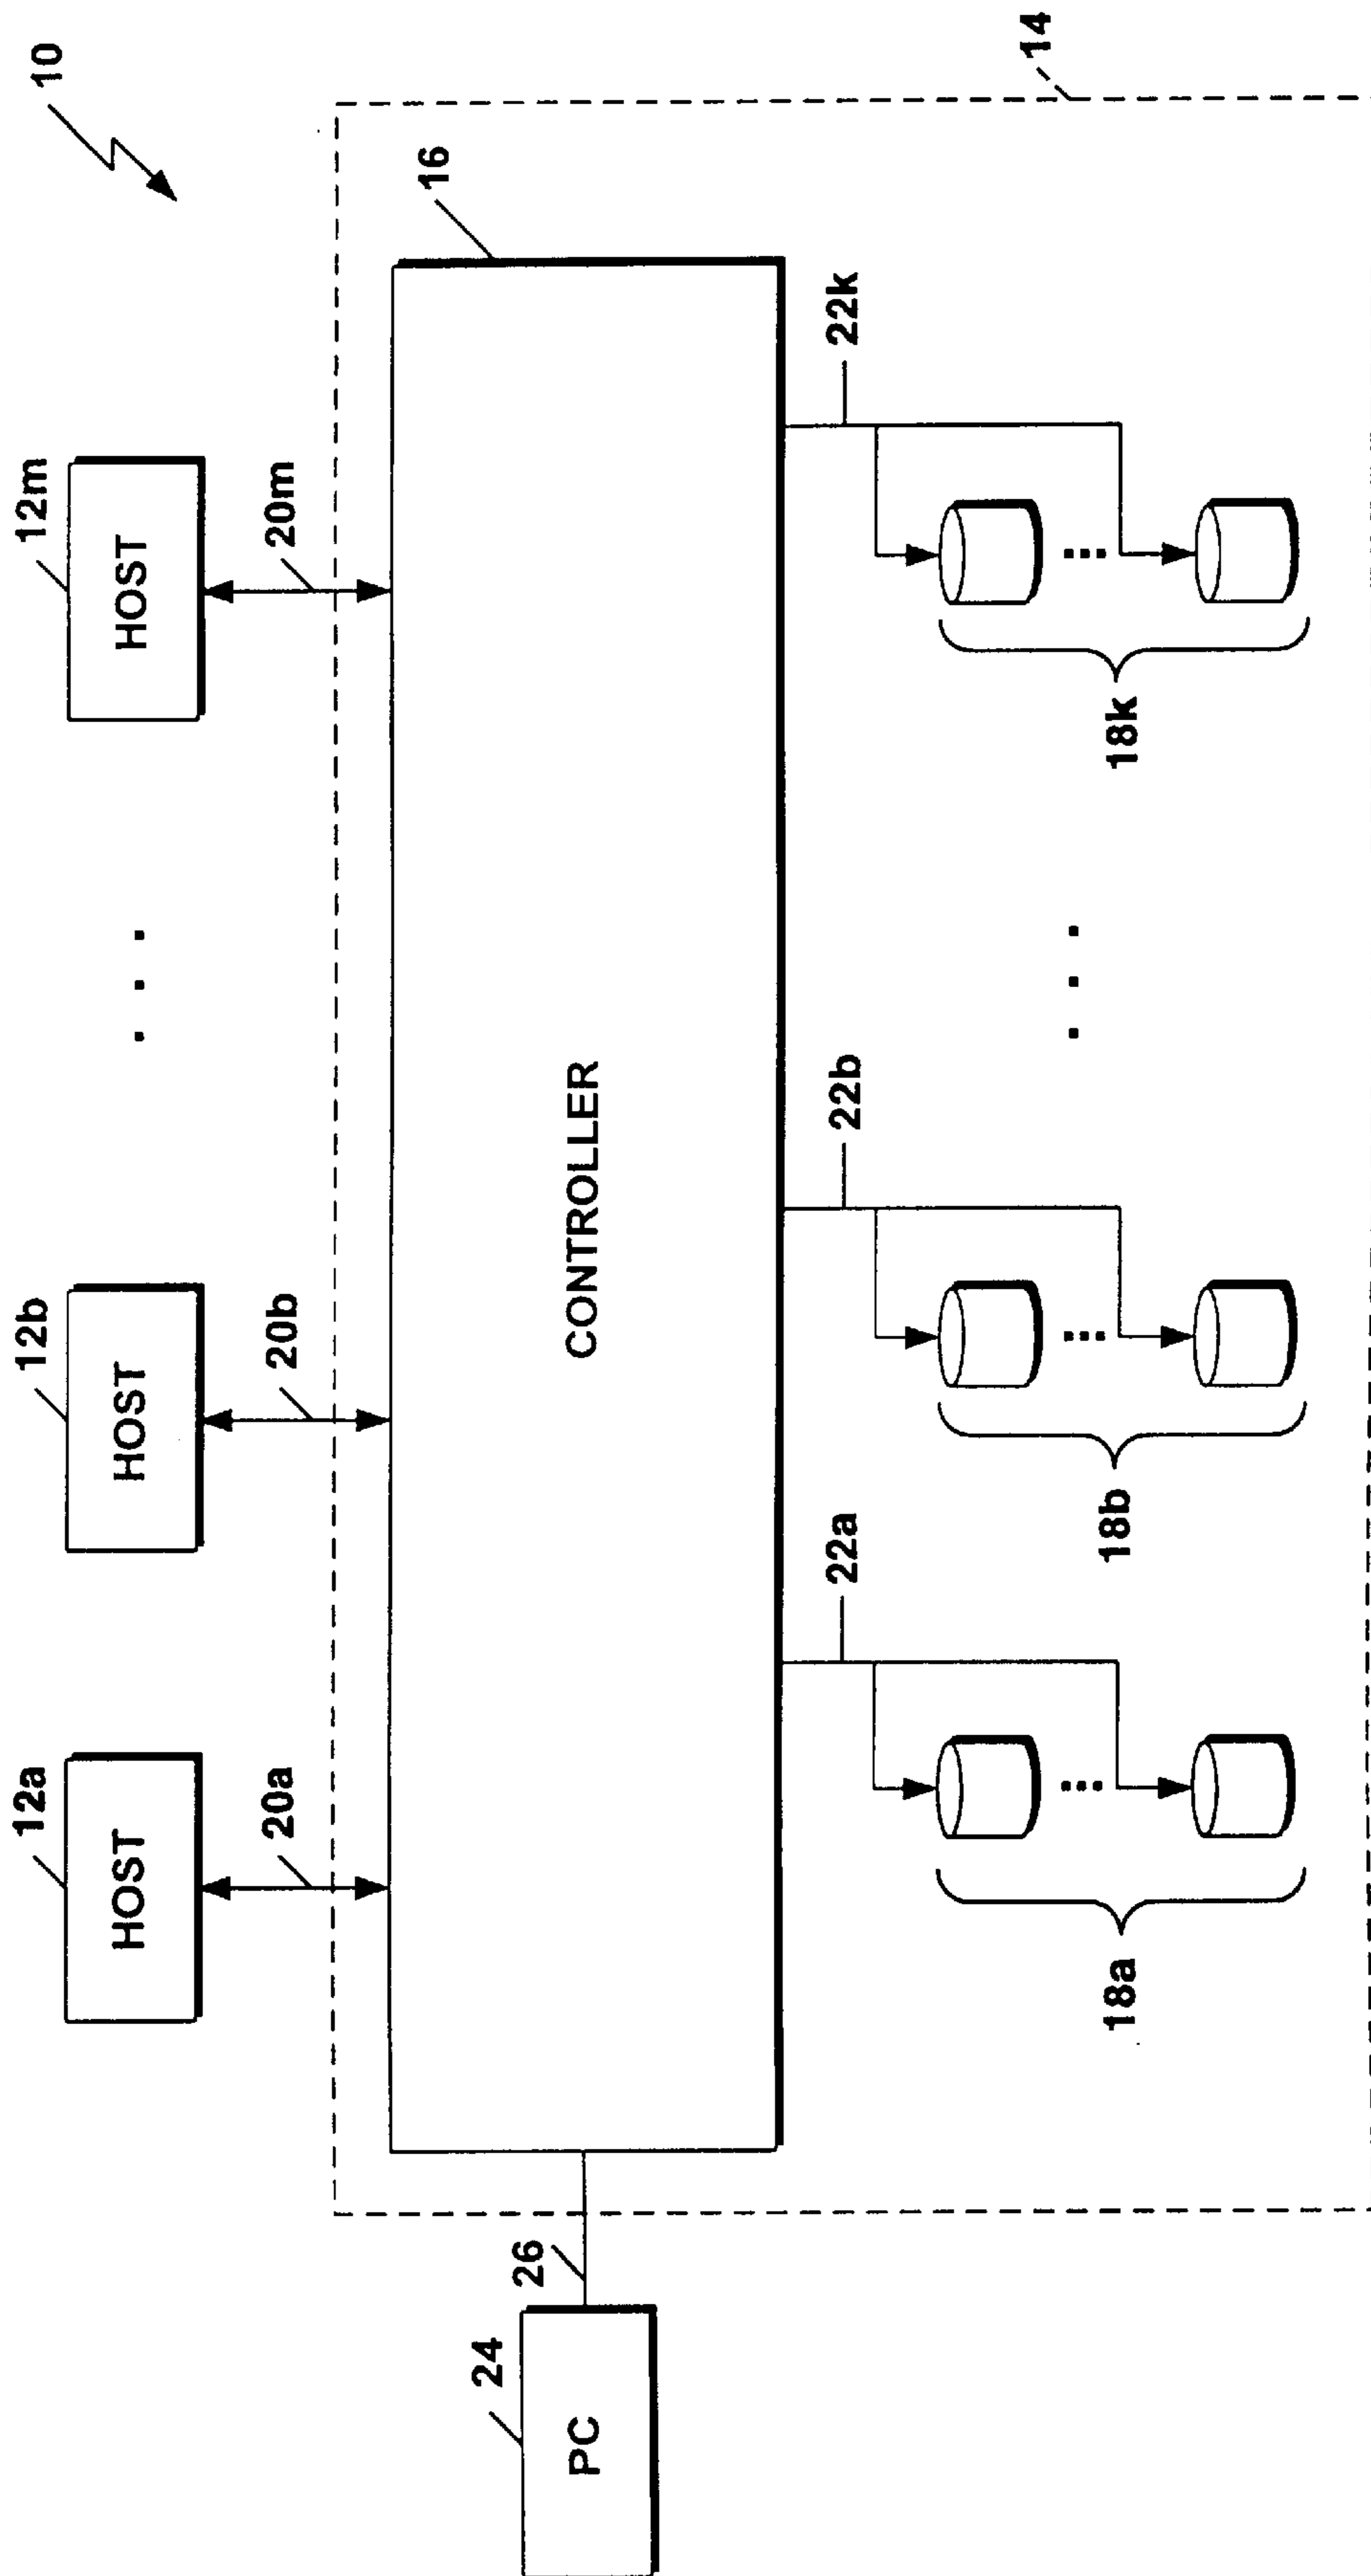 10
12a
12b
12m
HOST
HOST
HOST
20a
20b
20m
14
16
CONTROLLER
24
PC
26
22a
22b
22k
18a
18b
18k